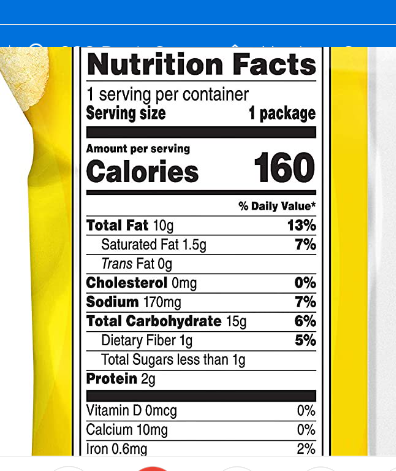 Nutrition Facts
1 serving per container
Serving size 1 package
Amount per serving
Calories 160
% Daily Value*
Total Fat 10g 13%
Saturated Fat 1.5g 7%
Trans Fat 0g
Cholesterol 0mg 0%
Sodium 170mg 7%
Total Carbohydrate 15g 6%
Dietary Fiber 1g 5%
Total Sugars less than 1g
Protein 2g
Vitamin D 0mcg 0%
Calcium 10mg 0%
Iron 0.6mg 2%